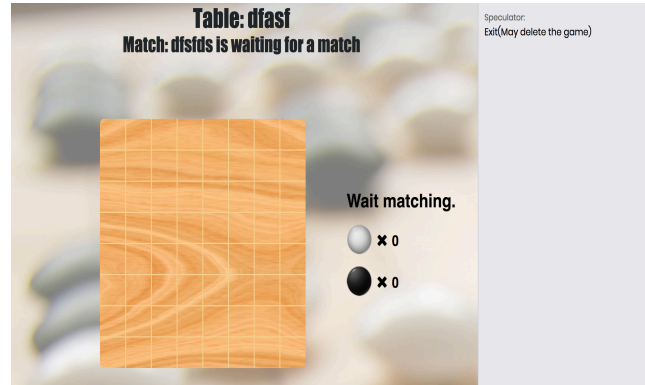 Table: dfasf
Match: dfsfds is waiting for a match
Wait matching.
✖ 0
✖ 0
Speculator:
Exit(May delete the game)